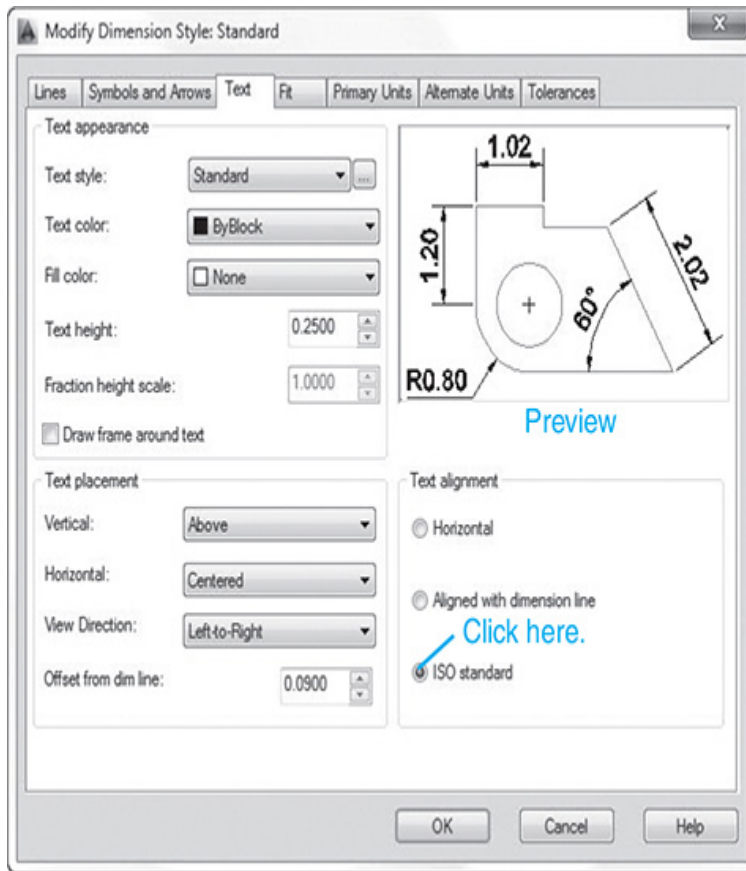 Modify Dimension Style: Standard
X
Lines Symbols and Arrows Text Fit Primary Units Alternate Units Tolerances
Text appearance
Text style: Standard ...
Text color: ByBlock
Fill color: None
Text height: 0.2500
Fraction height scale: 1.0000
Draw frame around text
1.02
1.20
2.02
60°
R0.80
Preview
Text placement
Vertical: Above
Horizontal: Centered
View Direction: Left-to-Right
Offset from dim line: 0.0900
Text alignment
Horizontal
Aligned with dimension line
Click here.
ISO standard
OK Cancel Help